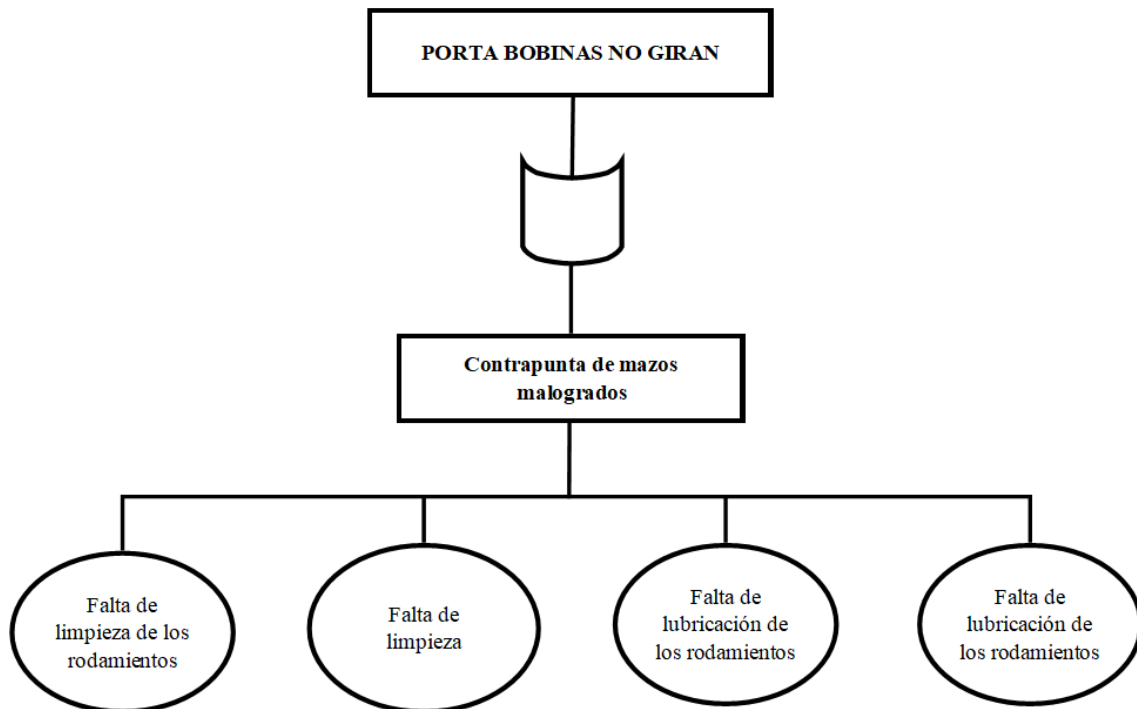 PORTA BOBINAS NO GIRAN
Contrapunta de mazos
malogrados
Falta de
limpieza de los
rodamientos
Falta de
limpieza
Falta de
lubricación de
los rodamientos
Falta de
lubricación de
los rodamientos